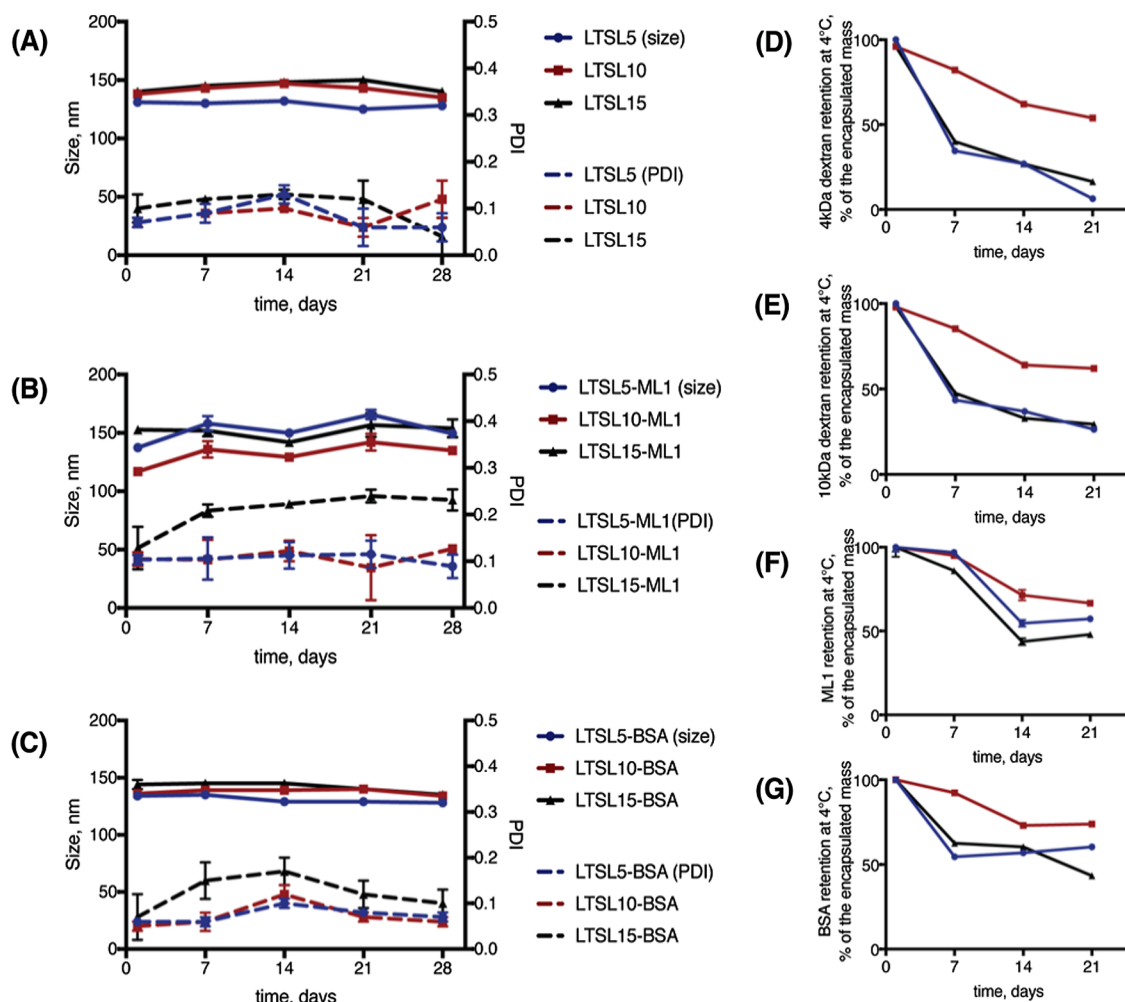 (A)
200
150
100
50
0
Size, nm
0.5
0.4
0.3
0.2
0.1
0.0
PDI
0 7 14 21 28
time, days
LTSL5 (size)
LTSL10
LTSL15
LTSL5 (PDI)
LTSL10
LTSL15
(B)
200
150
100
50
0
Size, nm
0.5
0.4
0.3
0.2
0.1
0.0
PDI
0 7 14 21 28
time, days
LTSL5-ML1 (size)
LTSL10-ML1
LTSL15-ML1
LTSL5-ML1(PDI)
LTSL10-ML1
LTSL15-ML1
(C)
200
150
100
50
0
Size, nm
0.5
0.4
0.3
0.2
0.1
0.0
PDI
0 7 14 21 28
time, days
LTSL5-BSA (size)
LTSL10-BSA
LTSL15-BSA
LTSL5-BSA (PDI)
LTSL10-BSA
LTSL15-BSA
(D)
4kDa dextran retention at 4°C,
% of the encapsulated mass
100
50
0
0 7 14 21
time, days
(E)
10kDa dextran retention at 4°C,
% of the encapsulated mass
100
50
0
0 7 14 21
time, days
(F)
ML1 retention at 4°C,
% of the encapsulated mass
100
50
0
0 7 14 21
time, days
(G)
BSA retention at 4°C,
% of the encapsulated mass
100
50
0
0 7 14 21
time, days